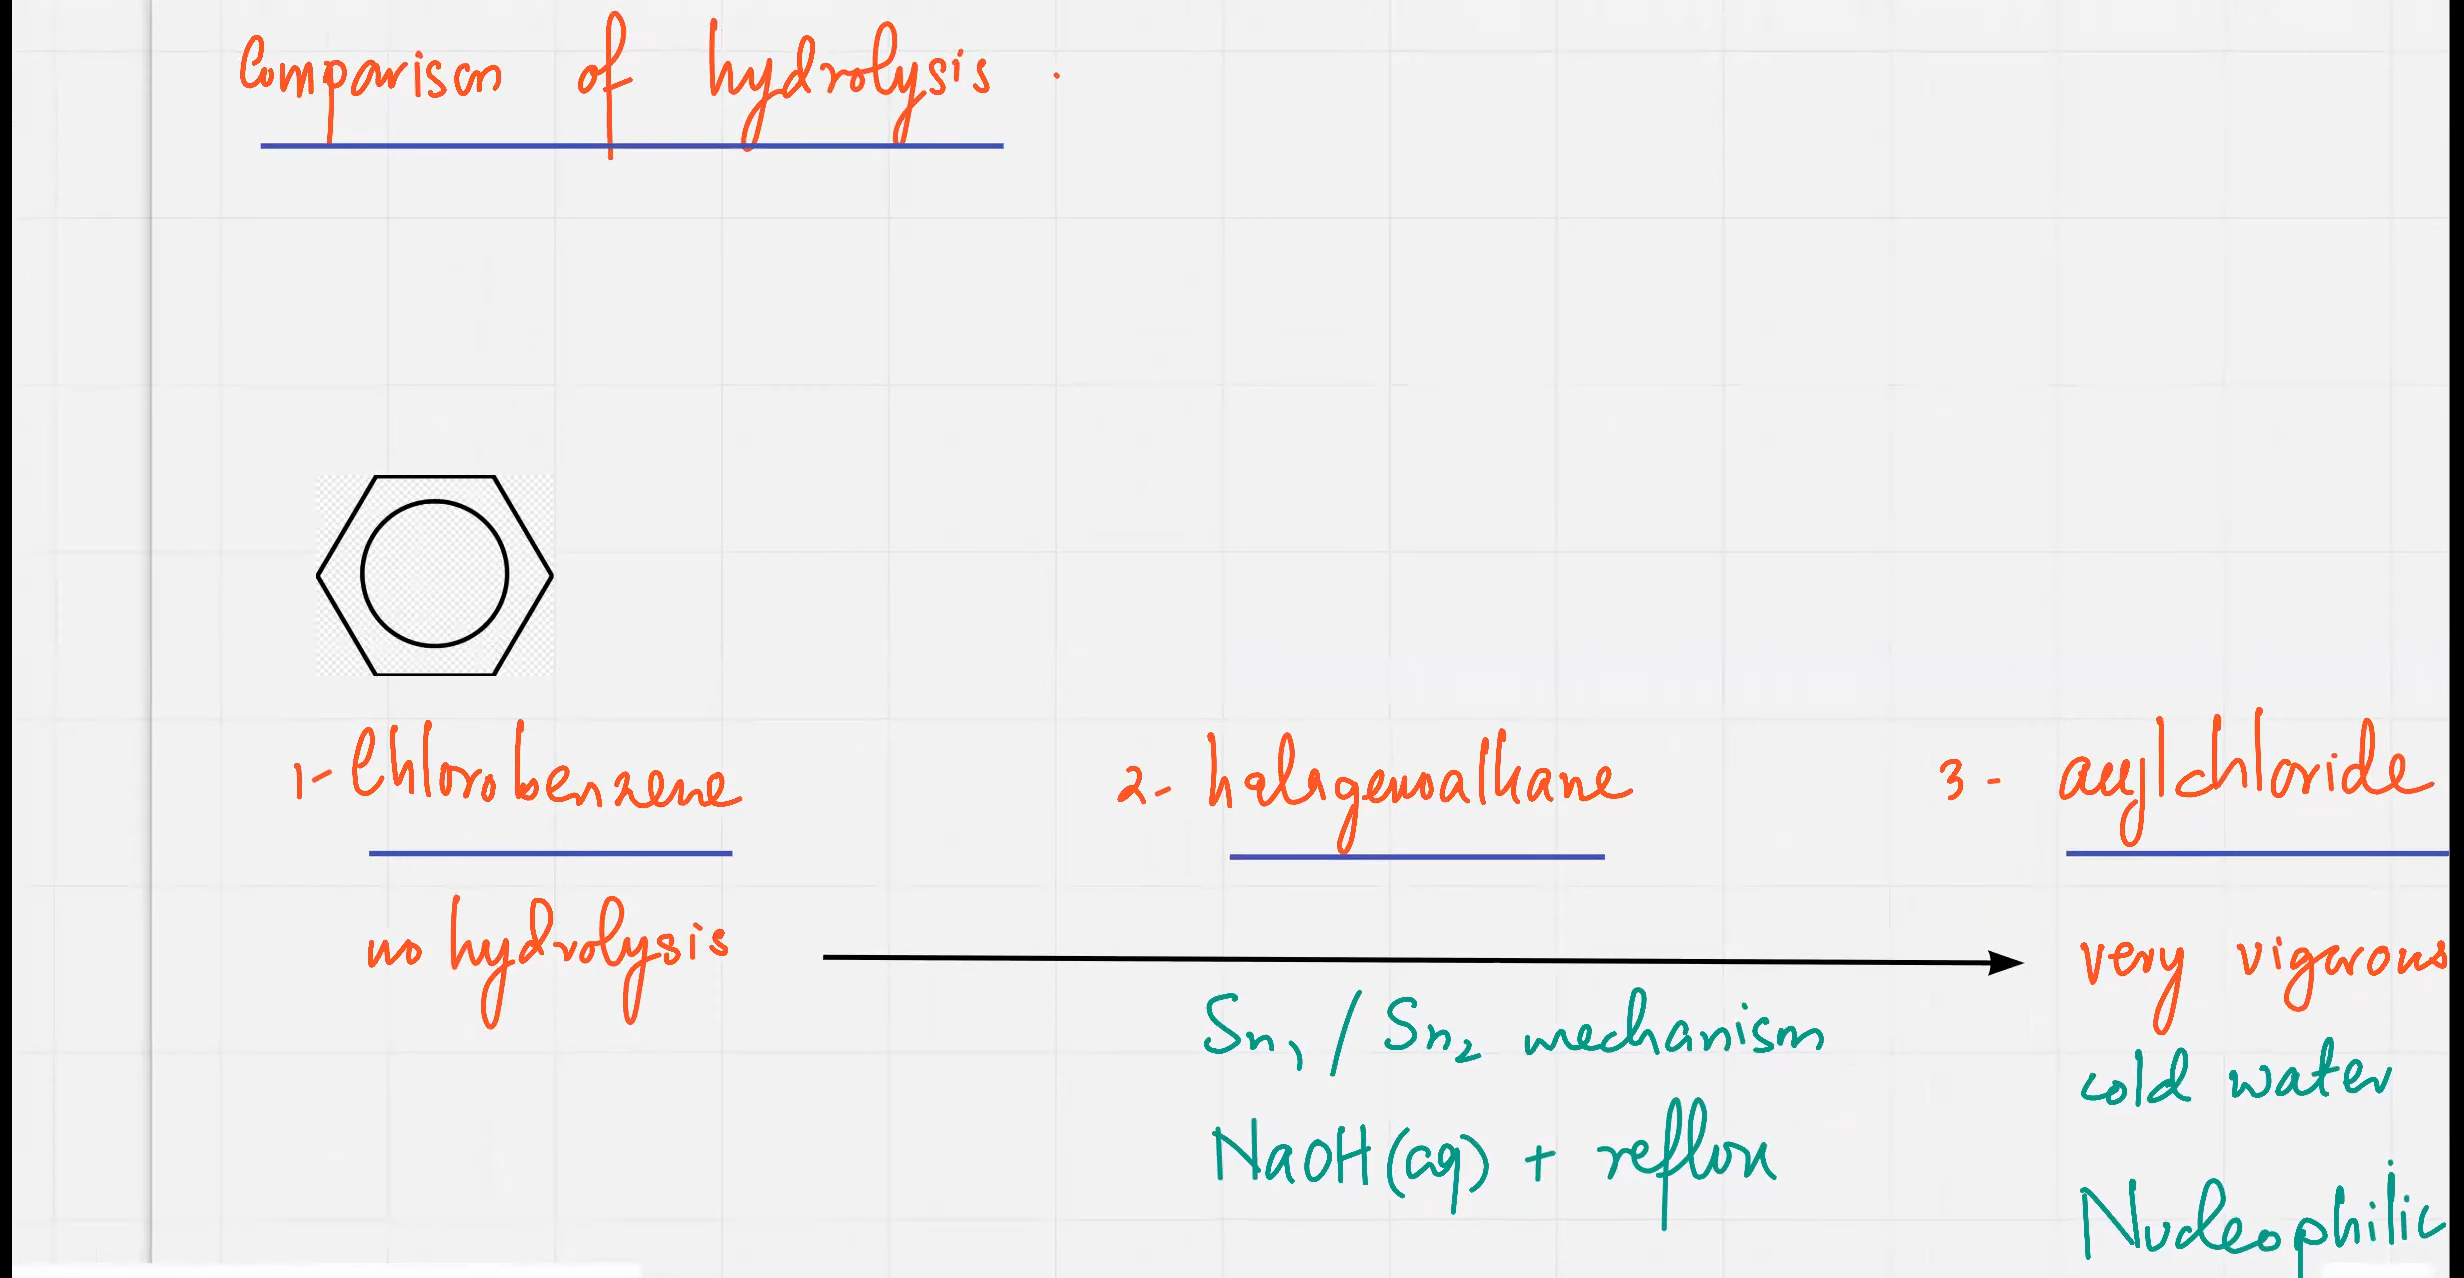 Comparison of hydrolysis.
1- Chlorobenzene 2- halogenoalkane 3- acylchloride
no hydrolysis very vigorous
Sn1 / Sn2 mechanism cold water
NaOH(aq) + reflux
Nucleophilic